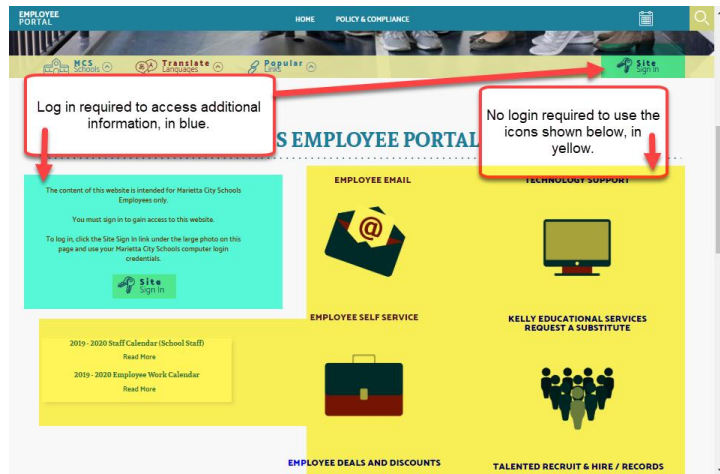 EMPLOYEE
PORTAL
HOME
POLICY & COMPLIANCE
MCS
Schools
Translate
Languages
Popular
Links
Site
Sign In
Log in required to access additional
information, in blue.
No login required to use the
icons shown below, in
yellow.
S EMPLOYEE PORTAL
The content of this website is intended for Marietta City Schools
Employees only.
You must sign in to gain access to this website.
To log in, click the Site Sign In link under the large photo on this
page and use your Marietta City Schools computer login
credentials.
Site
Sign In
EMPLOYEE EMAIL
TECHNOLOGY SUPPORT
EMPLOYEE SELF SERVICE
KELLY EDUCATIONAL SERVICES
REQUEST A SUBSTITUTE
2019-2020 Staff Calendar (School Staff)
Read More
2019-2020 Employee Work Calendar
Read More
EMPLOYEE DEALS AND DISCOUNTS
TALENTED RECRUIT & HIRE / RECORDS